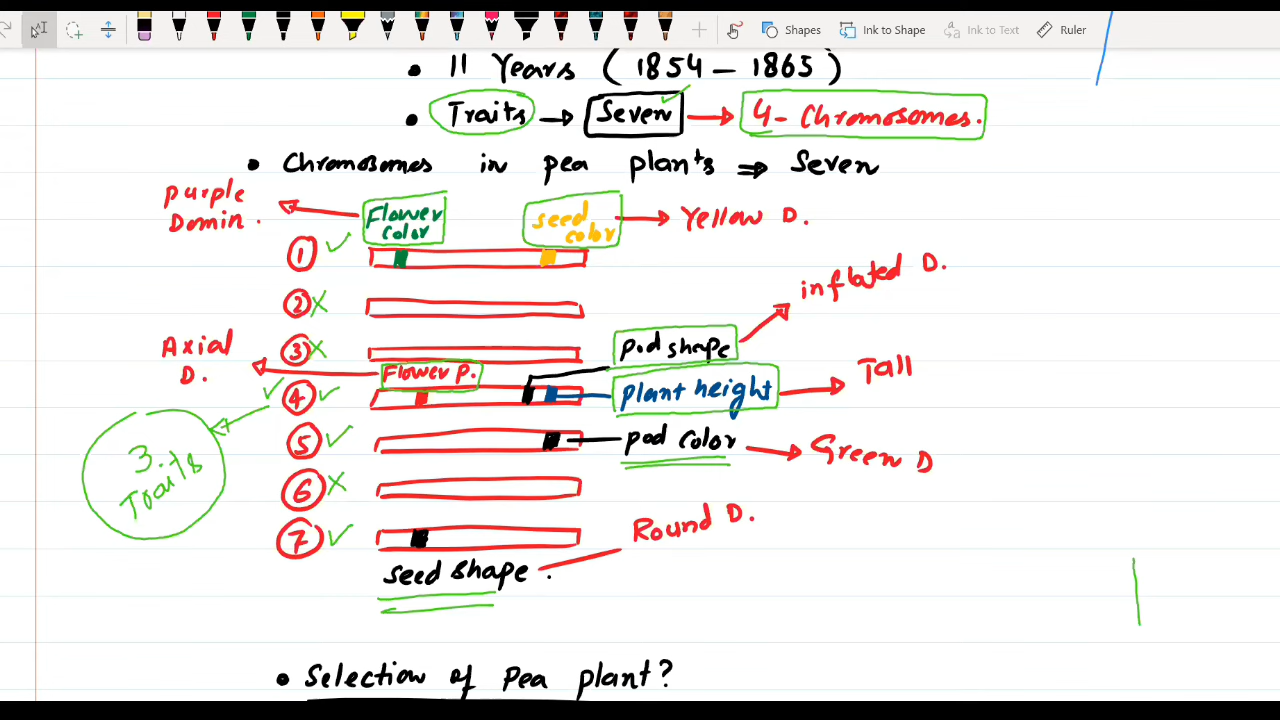 Shapes
Ink to Shape
Ink to Text
Ruler
• 11 Years (1854 – 1865)
• Traits → Seven → 4 - Chromosomes.
• Chromosomes in pea plants ⇒ Seven
purple
Domin.
Flower
color
seed
color
Yellow D.
1
2
inflated D.
Axial
D.
3
pod shape
Flower P.
4
plant height
Tall
3. traits
5
pod color
Green D
6
Round D.
7
seed shape.
• Selection of pea plant?